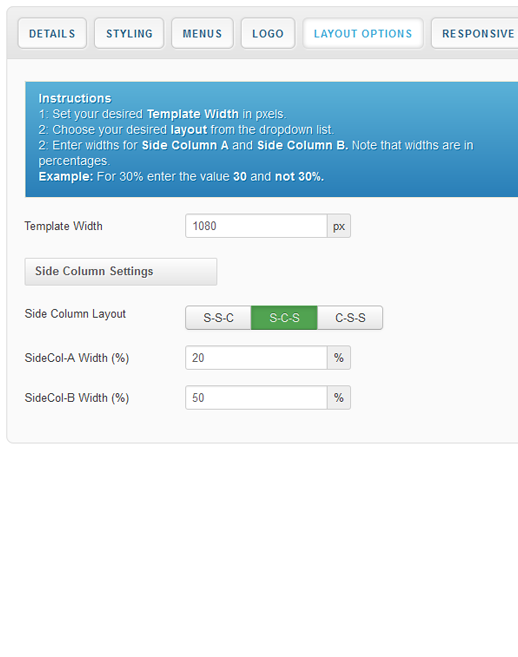 DETAILS STYLING MENUS LOGO LAYOUT OPTIONS RESPONSIVE
Instructions
1: Set your desired Template Width in pxels.
2: Choose your desired layout from the dropdown list.
2: Enter widths for Side Column A and Side Column B. Note that widths are in
percentages.
Example: For 30% enter the value 30 and not 30%.
Template Width 1080 px
Side Column Settings
Side Column Layout S-S-C S-C-S C-S-S
SideCol-A Width (%) 20 %
SideCol-B Width (%) 50 %